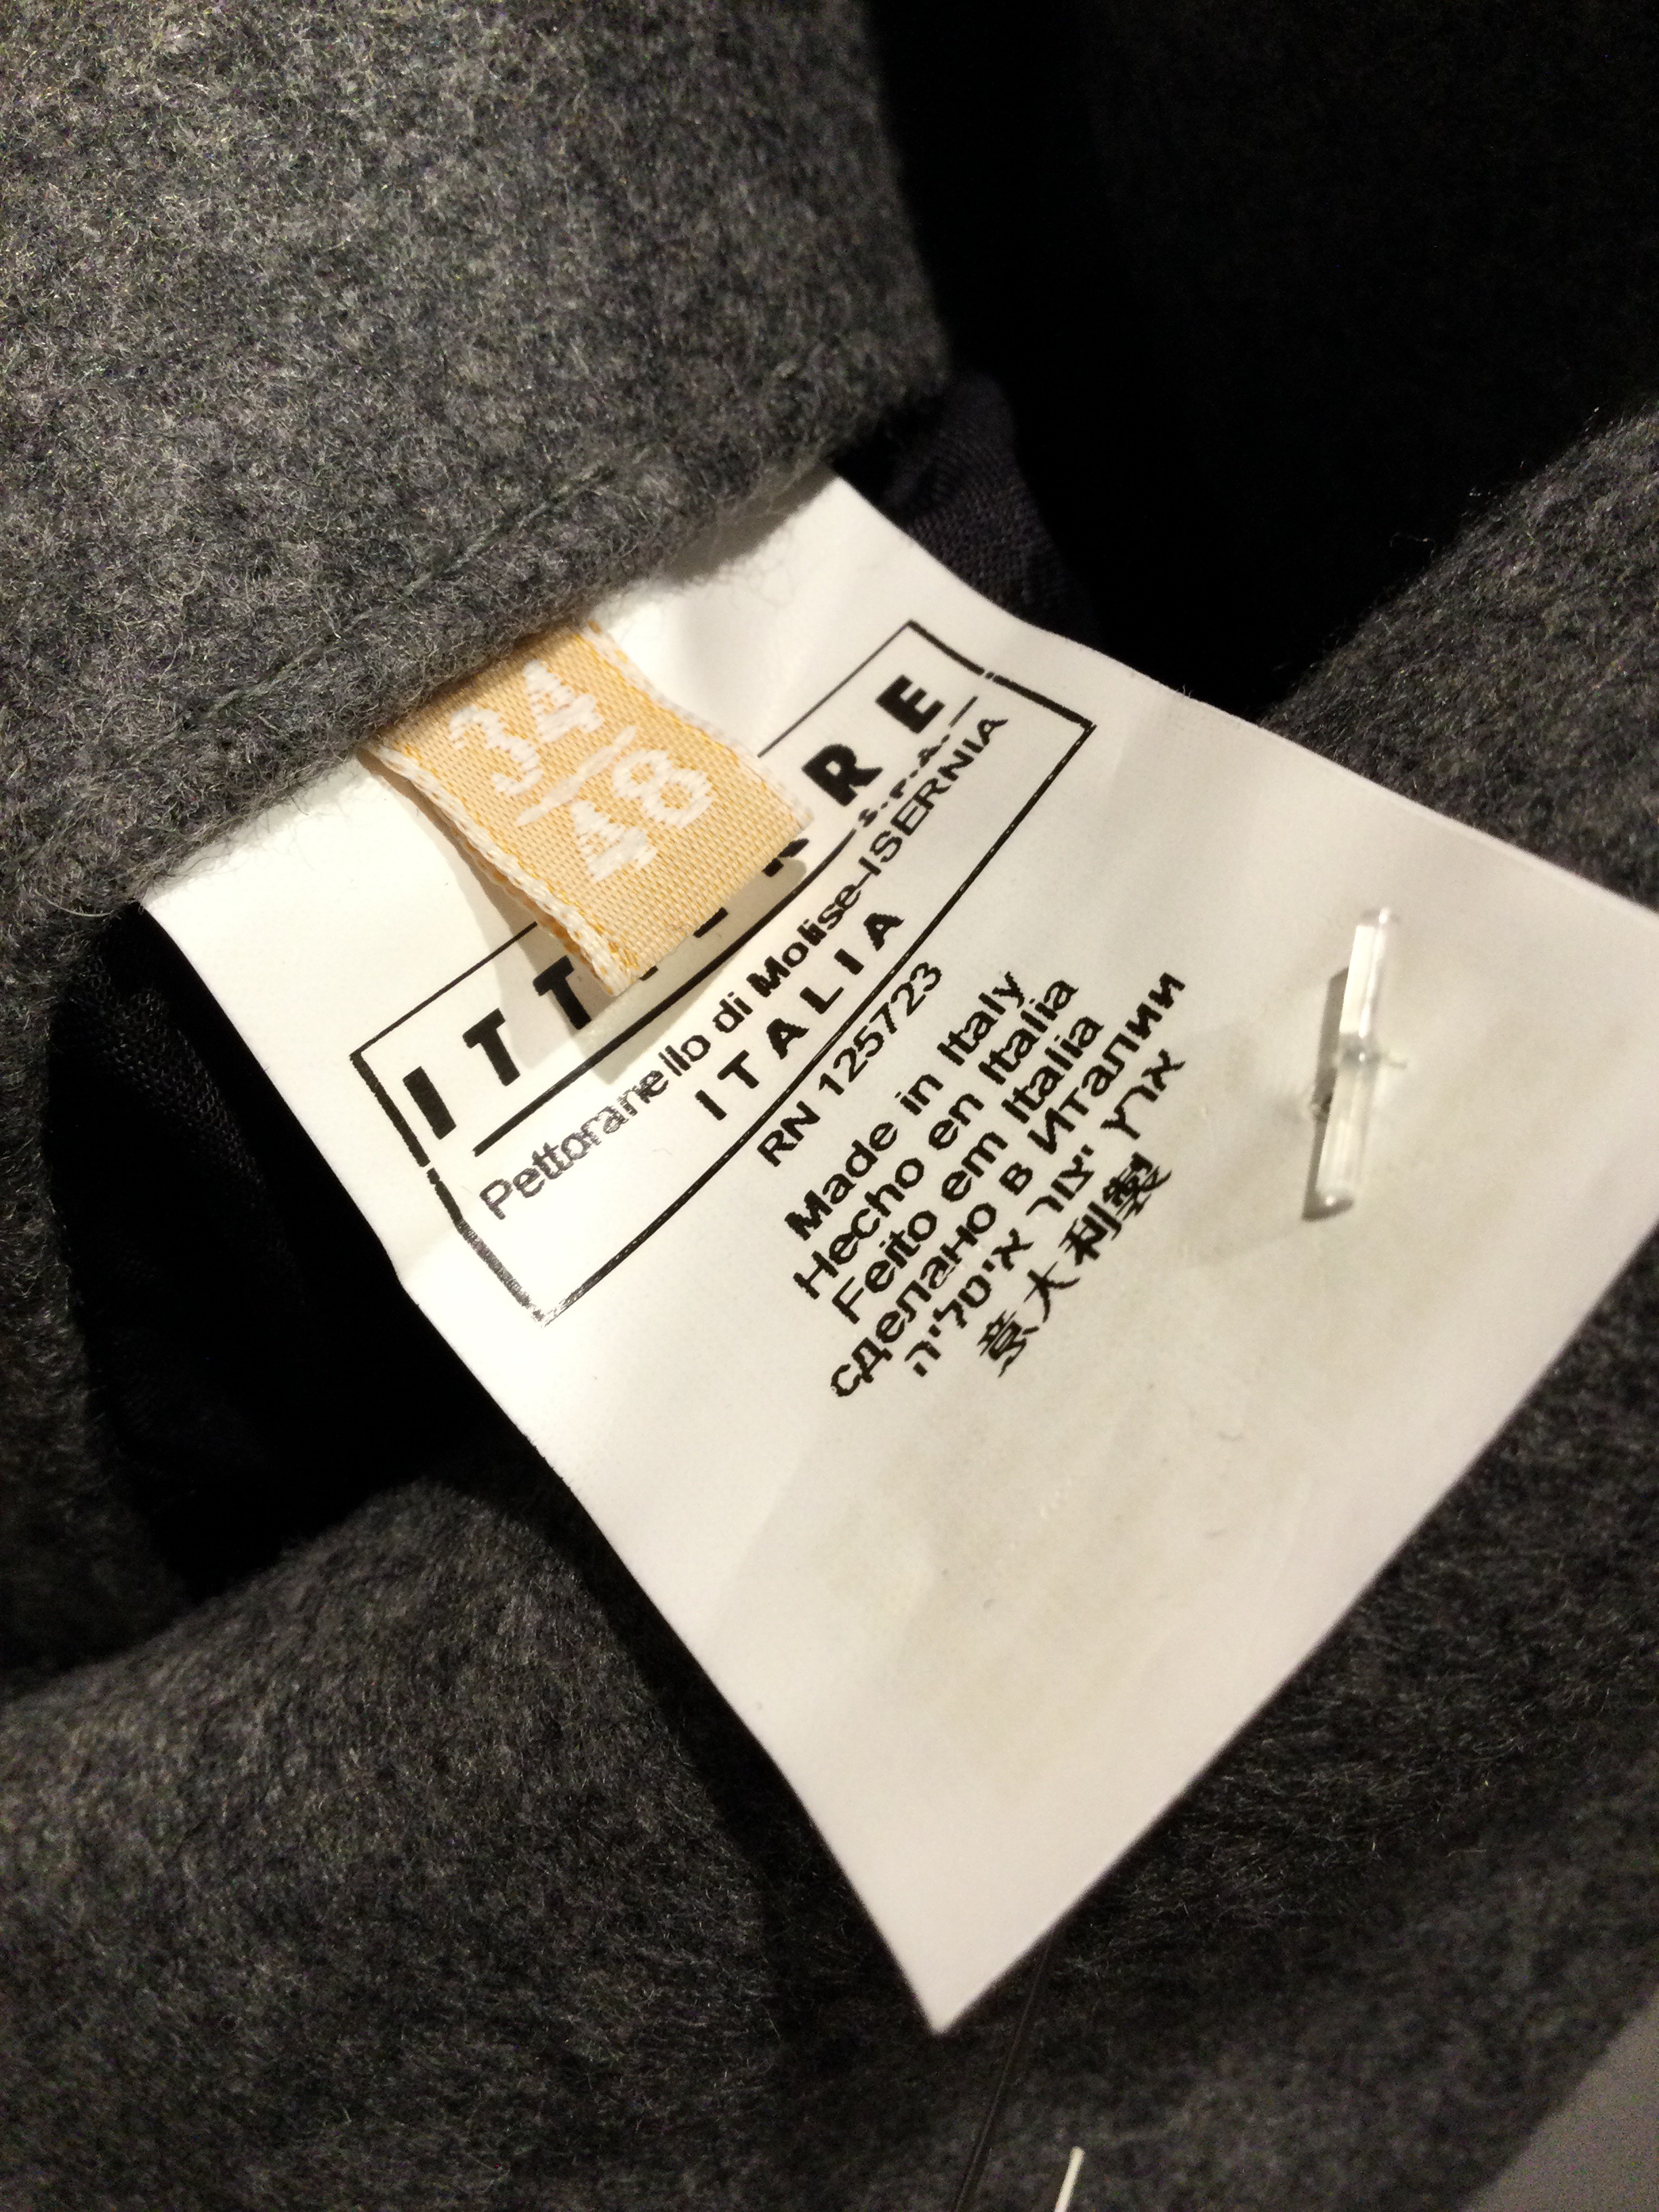 34
/
48
ITT RE
S.P.A.
Pettoranello di Molise-ISERNIA
ITALIA
RN 125723
Made in Italy
Hecho en Italia
Feito em Italia
сделано в Италии
ארץ יצור איטליה
意大利製